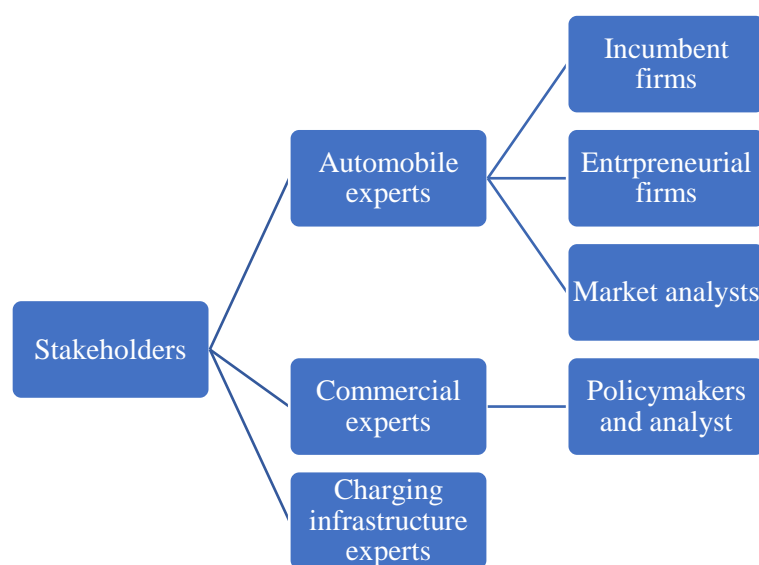 Stakeholders
Automobile
experts
Incumbent
firms
Entrpreneurial
firms
Market analysts
Commercial
experts
Policymakers
and analyst
Charging
infrastructure
experts